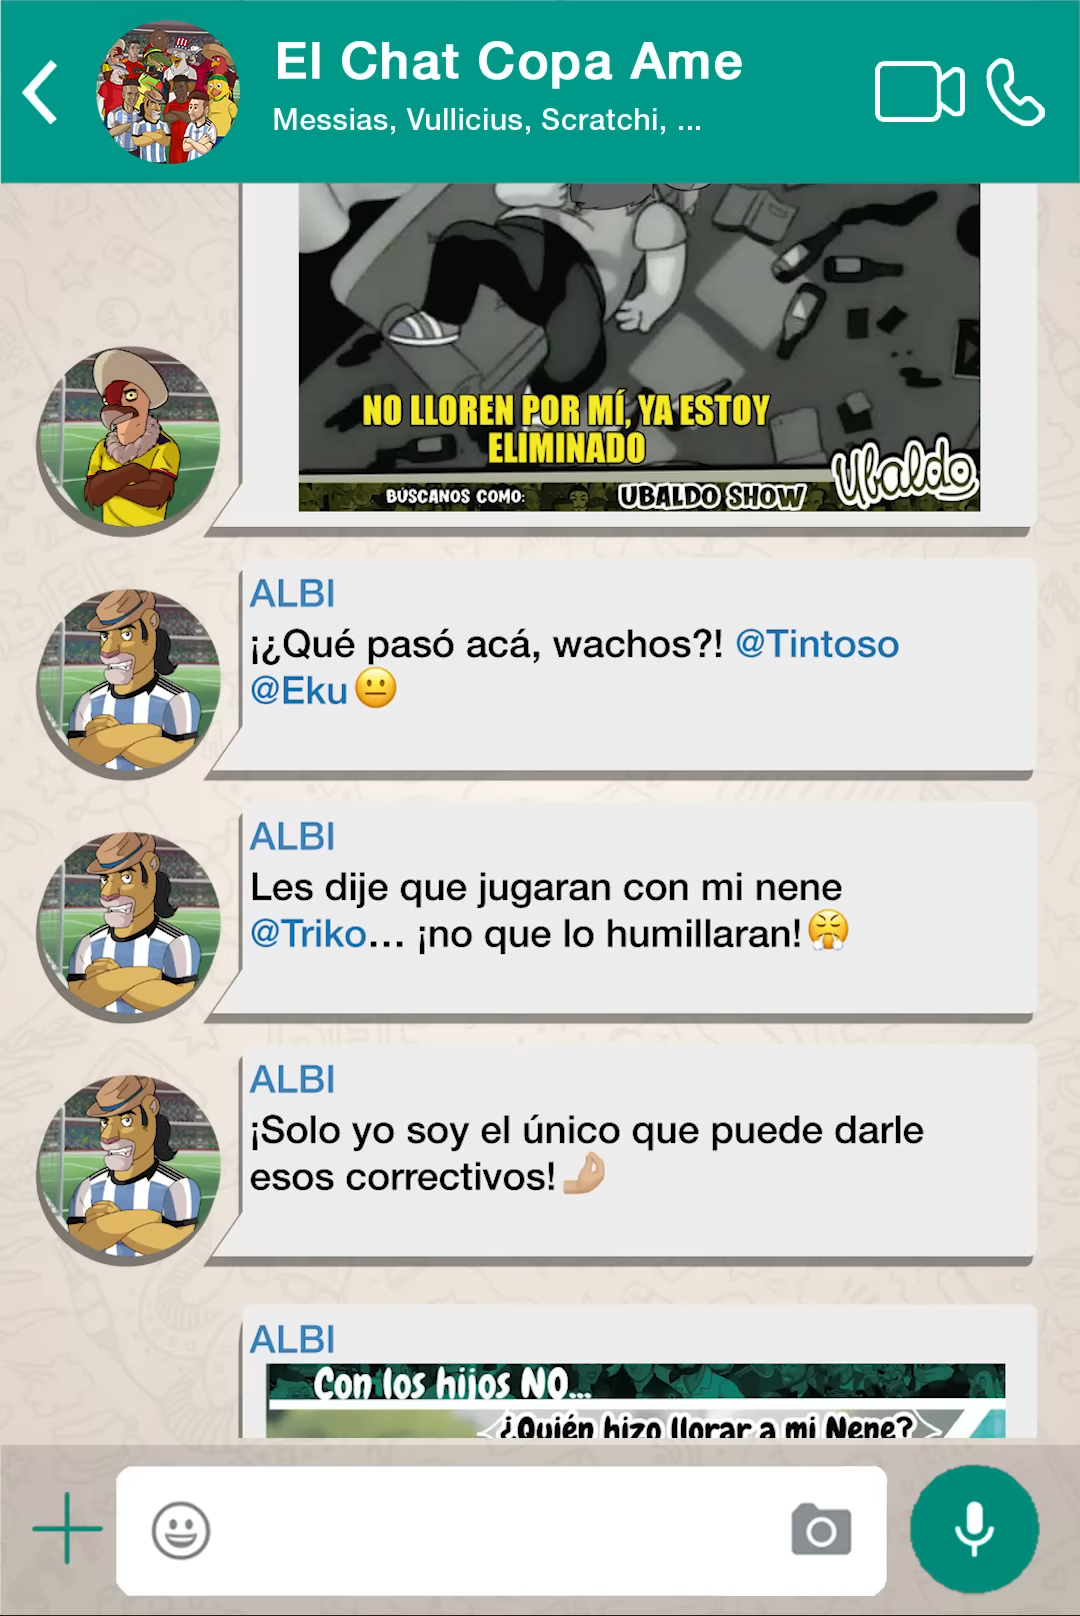 El Chat Copa Ame
Messias, Vullicius, Scratchi, ...
NO LLOREN POR MÍ, YA ESTOY
ELIMINADO
BÚSCANOS COMO:
UBALDO SHOW
Ubaldo
ALBI
¡¿Qué pasó acá, wachos?! @Tintoso
@Eku😐
ALBI
Les dije que jugaran con mi nene
@Triko... ¡no que lo humillaran!😤
ALBI
¡Solo yo soy el único que puede darle
esos correctivos!🤌🏼
ALBI
Con los hijos NO...
¿Quién hizo llorar a mi Nene?